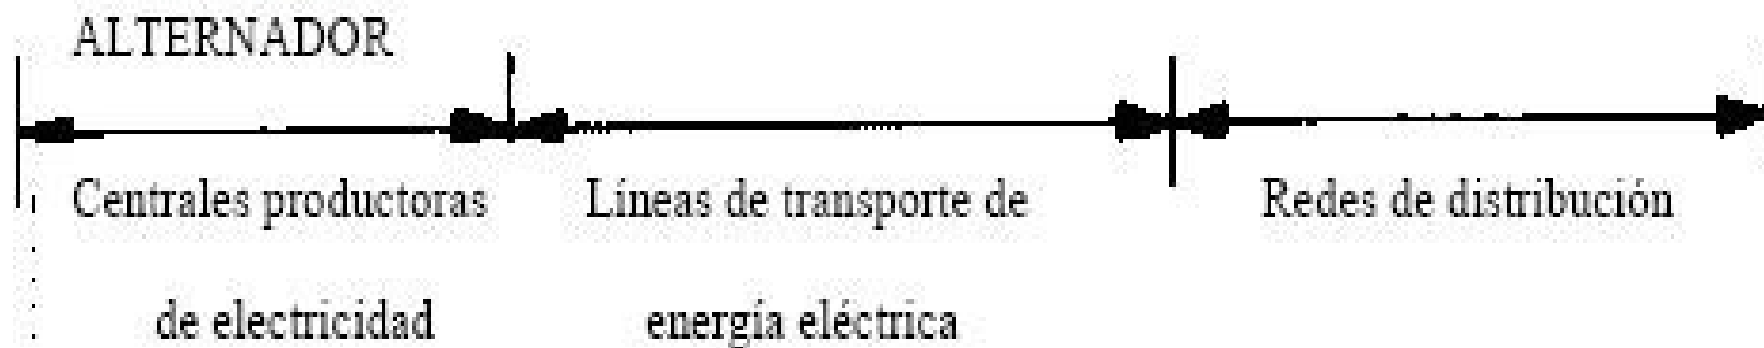 ALTERNADOR
Centrales productoras
de electricidad
Líneas de transporte de
energía eléctrica
Redes de distribución